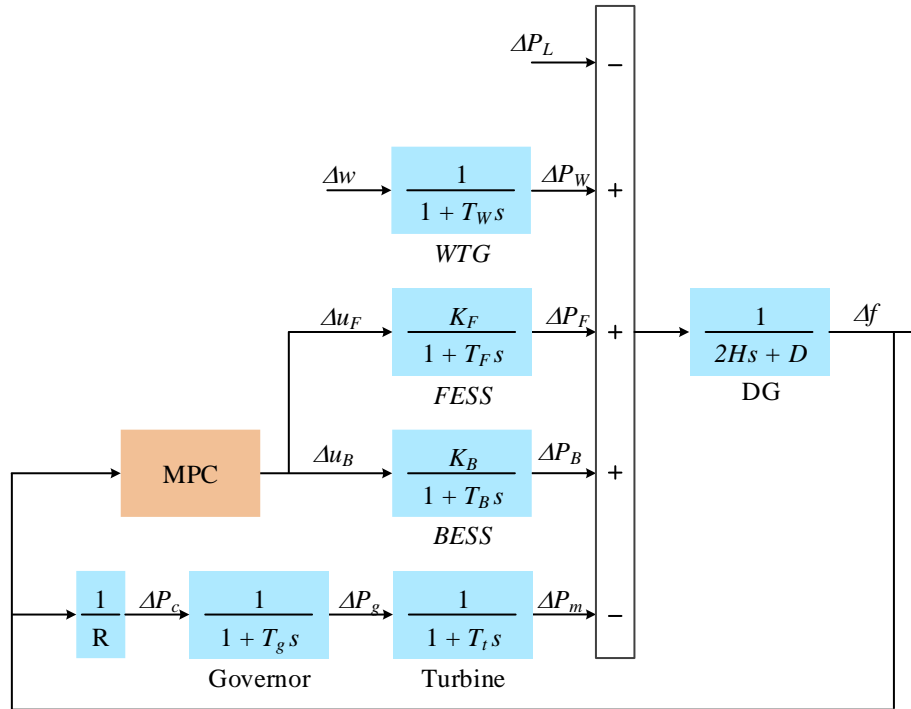 ΔP_L
−
Δw
1
1 + T_W s
ΔP_W
+
WTG
Δu_F
K_F
1 + T_F s
ΔP_F
+
FESS
1
2Hs + D
Δf
DG
MPC
Δu_B
K_B
1 + T_B s
ΔP_B
+
BESS
1
R
ΔP_c
1
1 + T_g s
ΔP_g
1
1 + T_t s
ΔP_m
−
Governor
Turbine